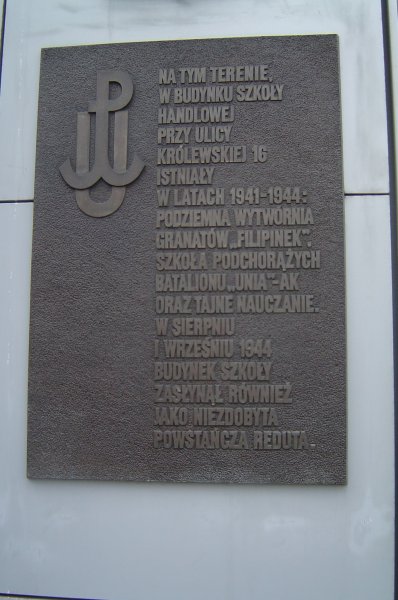 NA TYM TERENIE,
W BUDYNKU SZKOŁY
HANDLOWEJ
PRZY ULICY
KRÓLEWSKIEJ 16
ISTNIAŁY
W LATACH 1941-1944:
PODZIEMNA WYTWÓRNIA
GRANATÓW „FILIPINEK”,
SZKOŁA PODCHORĄŻYCH
BATALIONU „UNIA”-AK
ORAZ TAJNE NAUCZANIE.
W SIERPNIU
I WRZEŚNIU 1944
BUDYNEK SZKOŁY
ZASŁYNĄŁ RÓWNIEŻ
JAKO NIEZDOBYTA
POWSTAŃCZA REDUTA.